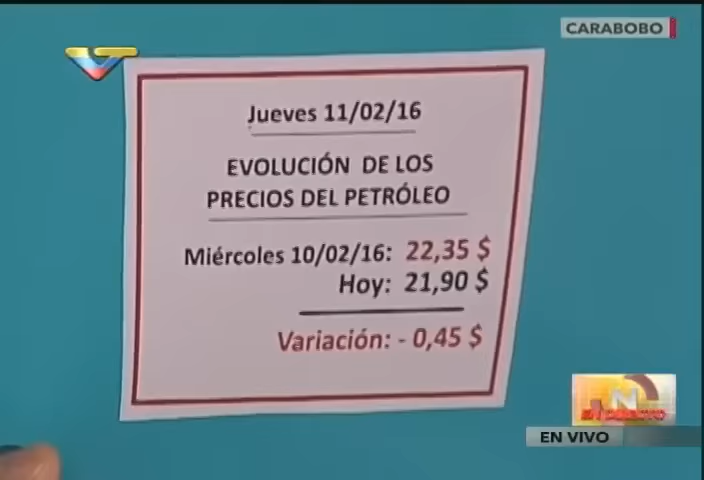 CARABOBO
Jueves 11/02/16
EVOLUCIÓN DE LOS
PRECIOS DEL PETRÓLEO
Miércoles 10/02/16: 22,35 $
Hoy: 21,90 $
Variación: - 0,45 $
N
EN DIRECTO
EN VIVO